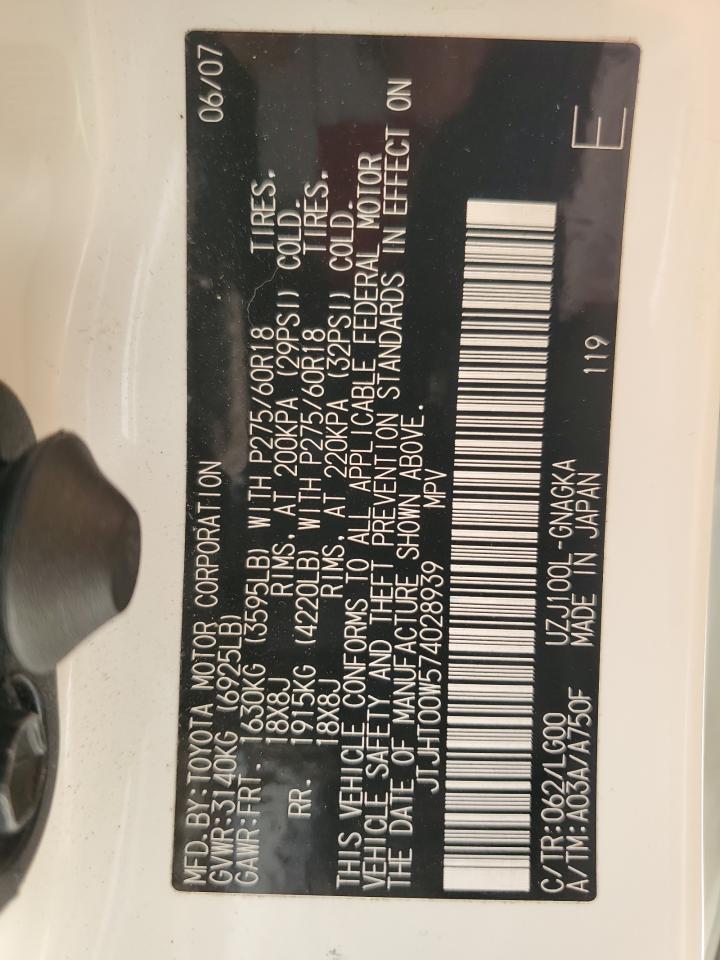 MFD. BY: TOYOTA MOTOR CORPORATION 06/07
GVWR: 3140KG (6925LB)
GAWR: FRT. 1630KG (3595LB) WITH P275/60R18 TIRES,
18X8J RIMS, AT 200KPA (29PSI) COLD.
RR. 1915KG (4220LB) WITH P275/60R18 TIRES,
18X8J RIMS, AT 220KPA (32PSI) COLD.
THIS VEHICLE CONFORMS TO ALL APPLICABLE FEDERAL MOTOR
VEHICLE SAFETY AND THEFT PREVENTION STANDARDS IN EFFECT ON
THE DATE OF MANUFACTURE SHOWN ABOVE.
JTJHT00W574028939 MPV
C/TR: 062/LG00 UZJ100L-GNAGKA
A/TM: A03A/A750F MADE IN JAPAN 119 E